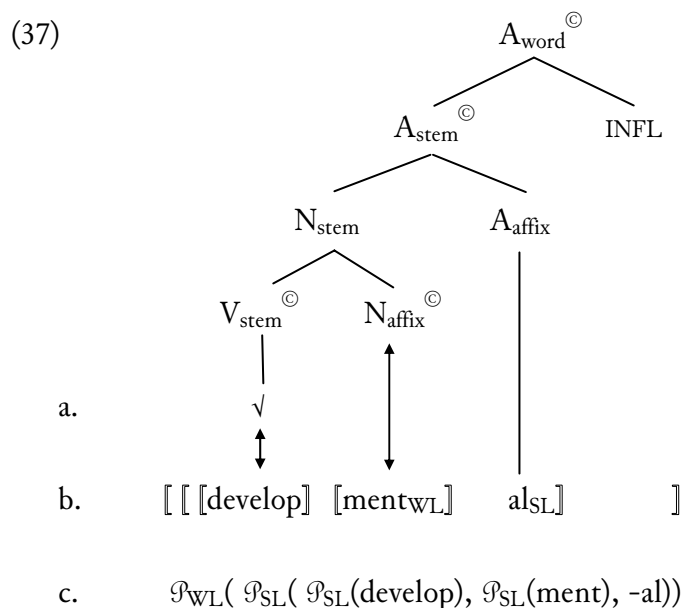 (37) A_word©
A_stem© INFL
N_stem A_affix
V_stem© N_affix©
a. √
b. ⟦ ⟦ ⟦develop⟧ ⟦ment_WL⟧ al_SL⟧ ⟧
c. 𝒫_WL( 𝒫_SL( 𝒫_SL(develop), 𝒫_SL(ment), -al))